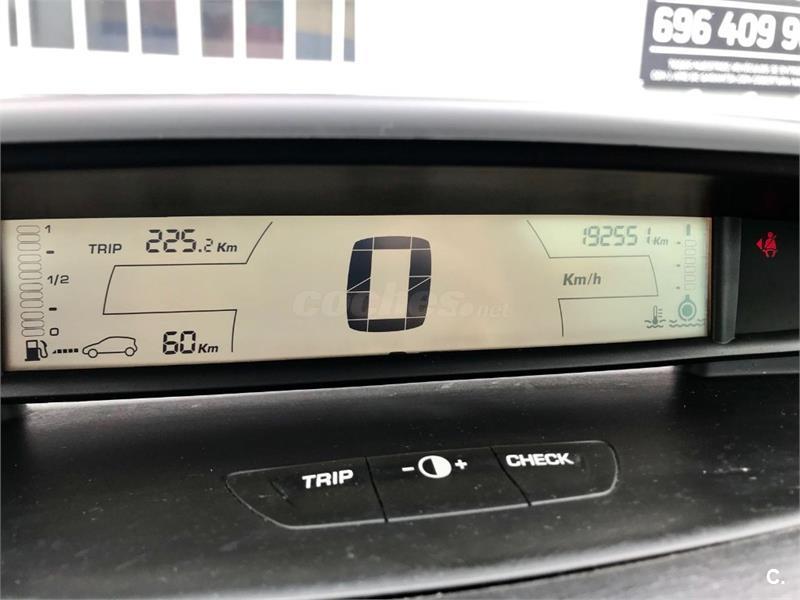 696 409 9
1
TRIP 225.2 Km
192551 Km
1/2
0
Km/h
coches.net
0
60 Km
TRIP
- +
CHECK
C.